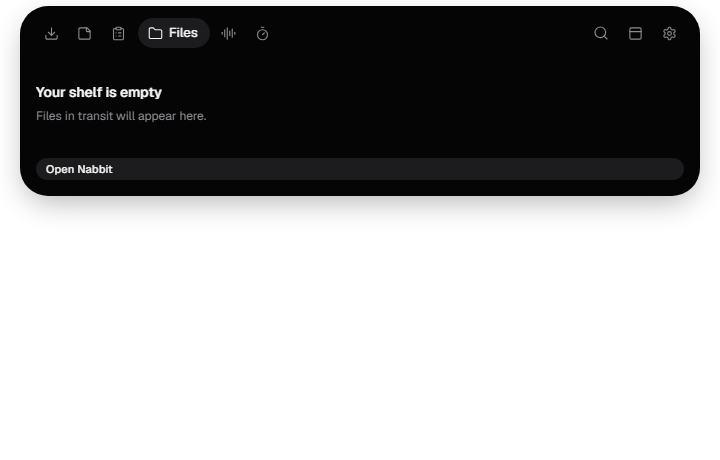 Files
Your shelf is empty
Files in transit will appear here.
Open Nabbit